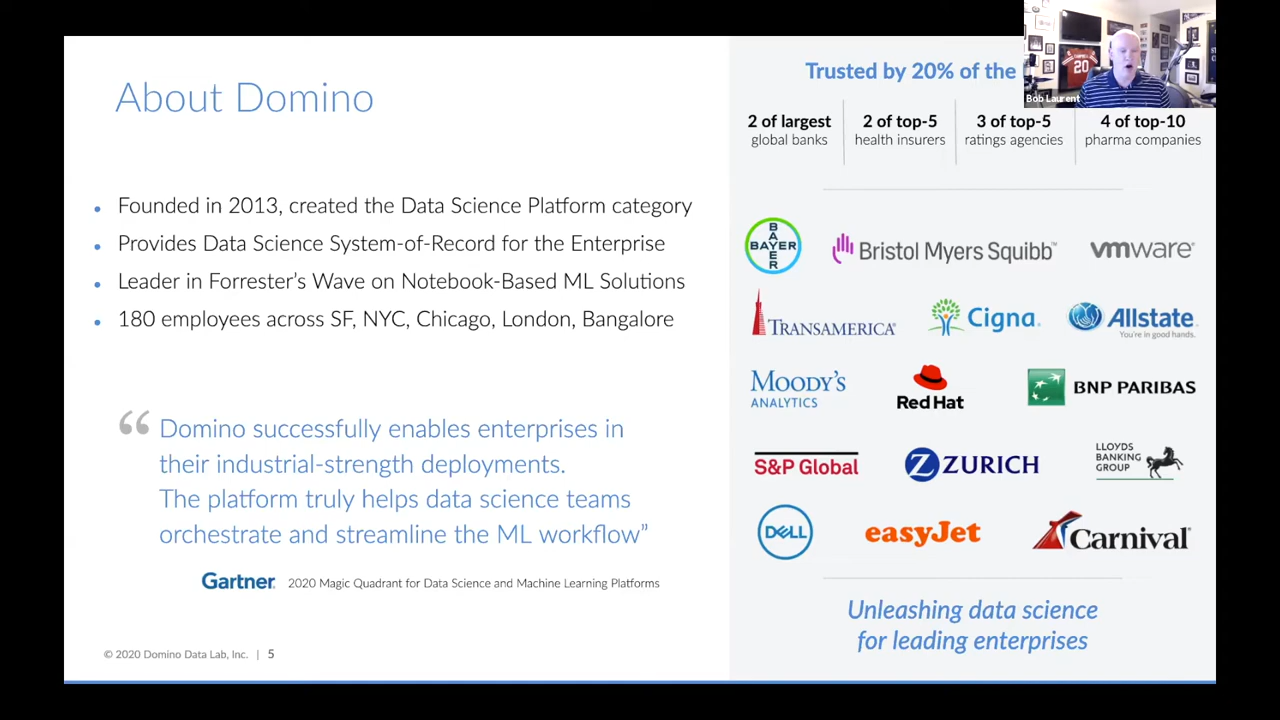 About Domino
• Founded in 2013, created the Data Science Platform category
• Provides Data Science System-of-Record for the Enterprise
• Leader in Forrester's Wave on Notebook-Based ML Solutions
• 180 employees across SF, NYC, Chicago, London, Bangalore
“ Domino successfully enables enterprises in
their industrial-strength deployments.
The platform truly helps data science teams
orchestrate and streamline the ML workflow”
Gartner. 2020 Magic Quadrant for Data Science and Machine Learning Platforms
© 2020 Domino Data Lab, Inc. | 5
Trusted by 20% of the
Bob Laurent
20
2 of largest
global banks
2 of top-5
health insurers
3 of top-5
ratings agencies
4 of top-10
pharma companies
BAYER
BAYER
Bristol Myers Squibb™
vmware®
TRANSAMERICA®
Cigna.
Allstate.
You're in good hands.
MOODY'S
ANALYTICS
Red Hat
BNP PARIBAS
S&P Global
Z ZURICH
LLOYDS
BANKING
GROUP
DELL
easyJet
Carnival®
Unleashing data science
for leading enterprises